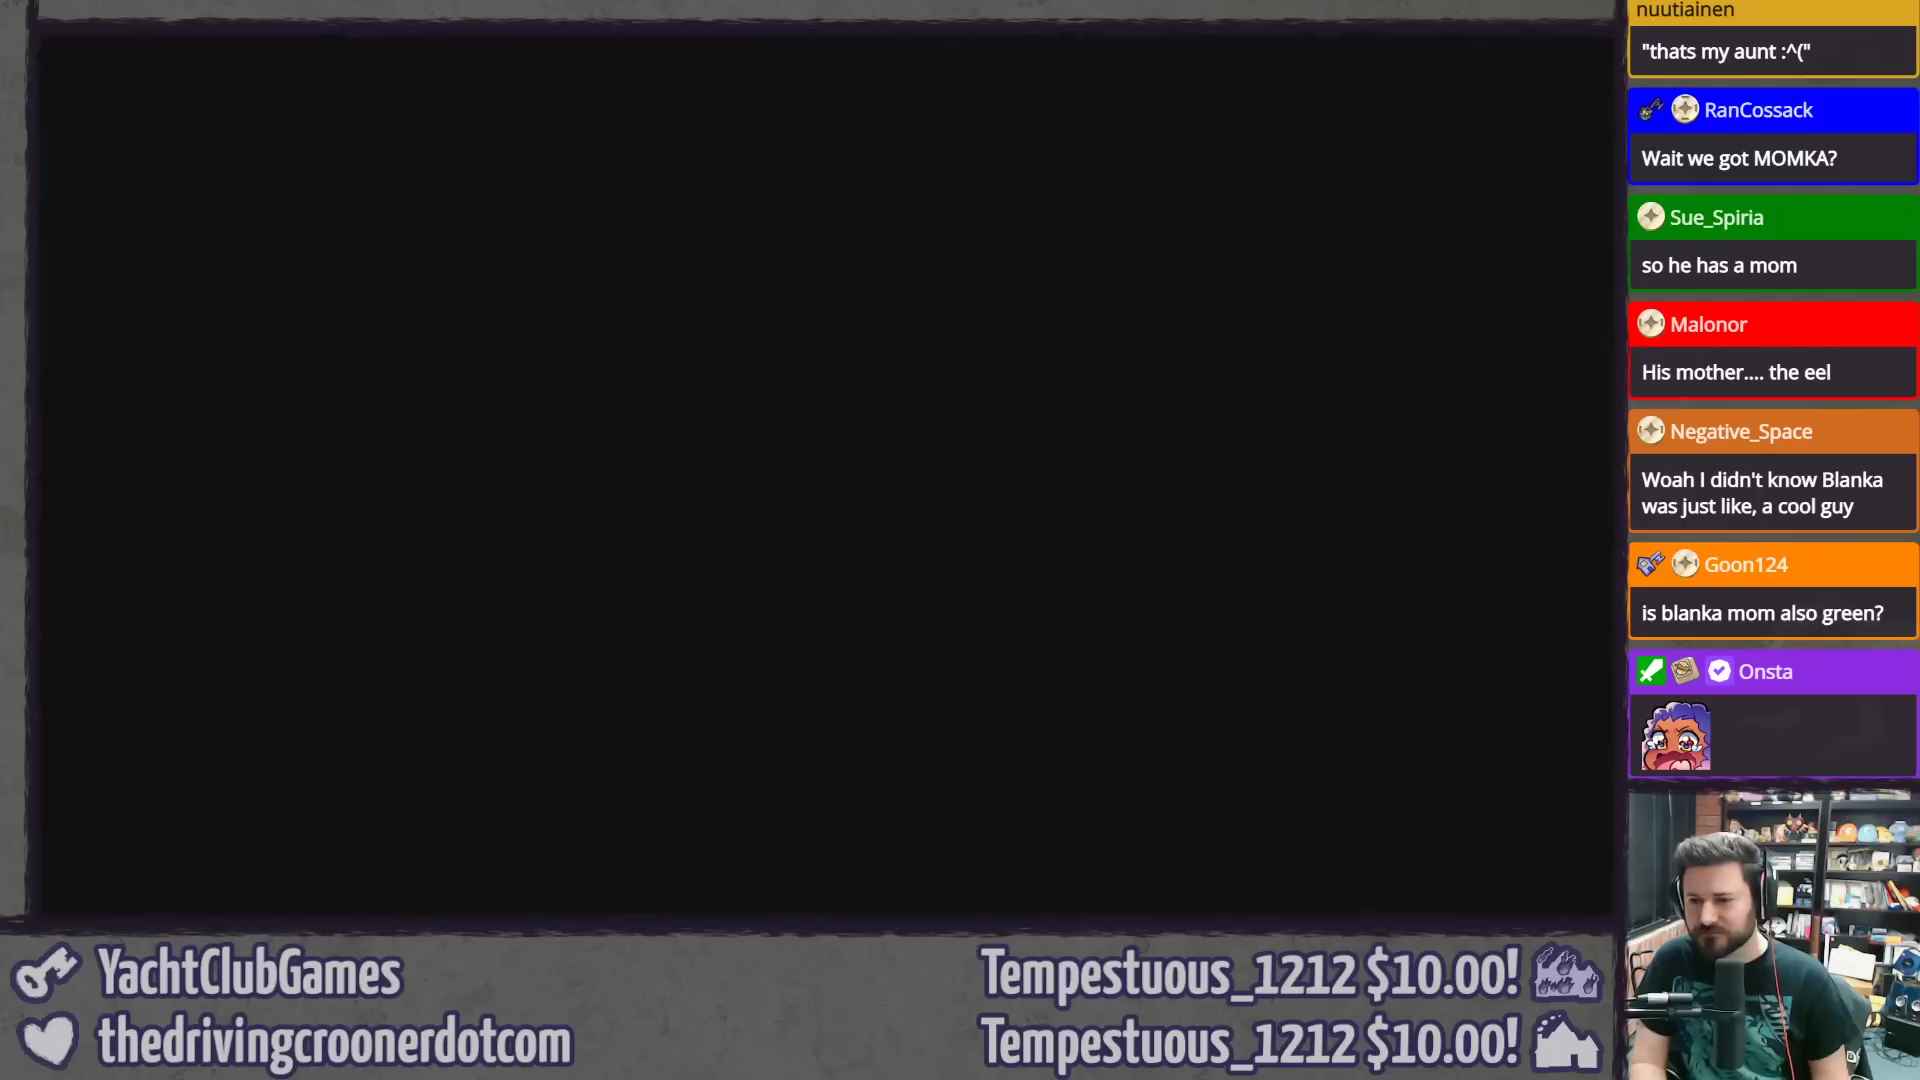 nuutiainen
"thats my aunt :^("
RanCossack
Wait we got MOMKA?
Sue_Spiria
so he has a mom
Malonor
His mother.... the eel
Negative_Space
Woah I didn't know Blanka
was just like, a cool guy
Goon124
is blanka mom also green?
Onsta
YachtClubGames
thedrivingcroonerdotcom
Tempestuous_1212 $10.00!
Tempestuous_1212 $10.00!